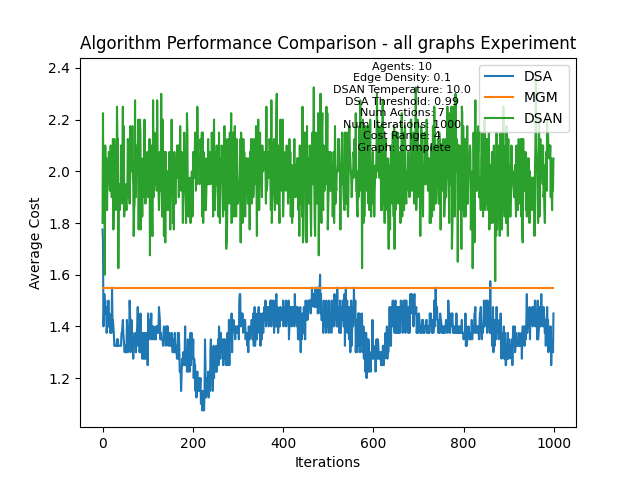 Algorithm Performance Comparison - all graphs Experiment
Agents: 10
Edge Density: 0.1
DSAN Temperature: 10.0
DSA Threshold: 0.99
Num Actions: 7
Num Iterations: 1000
Cost Range: 4
Graph: complete
DSA
MGM
DSAN
Average Cost
2.4
2.2
2.0
1.8
1.6
1.4
1.2
0
200
400
600
800
1000
Iterations